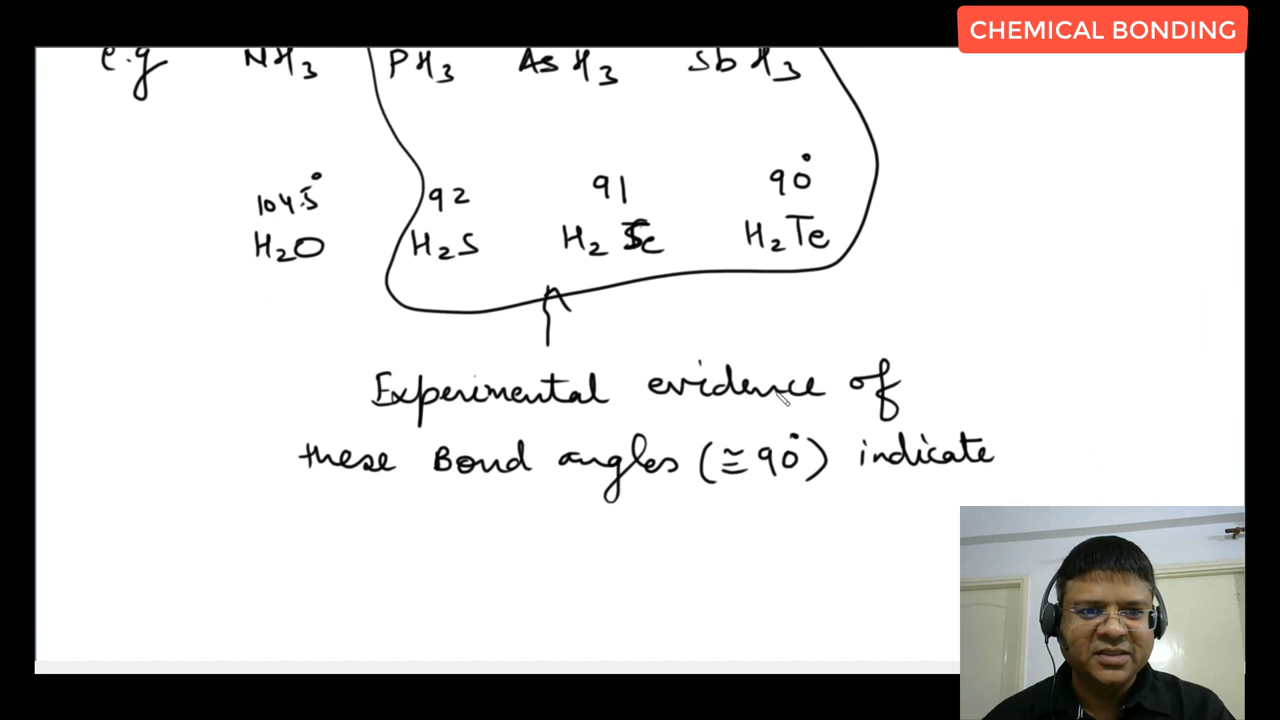 CHEMICAL BONDING
e.g NH3 PH3 AsH3 SbH3
104.5° 92 91 90°
H2O H2S H2Se H2Te
Experimental evidence of
these Bond angles (≅90°) indicate